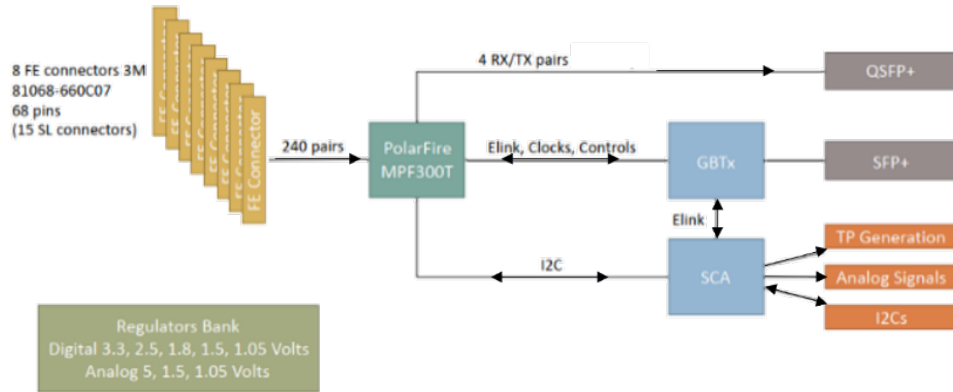 8 FE connectors 3M
81068-660C07
68 pins
(15 SL connectors)
FE Connector
240 pairs
PolarFire
MPF300T
4 RX/TX pairs
QSFP+
Elink, Clocks, Controls
GBTx
SFP+
Elink
I2C
SCA
TP Generation
Analog Signals
I2Cs
Regulators Bank
Digital 3.3, 2.5, 1.8, 1.5, 1.05 Volts
Analog 5, 1.5, 1.05 Volts